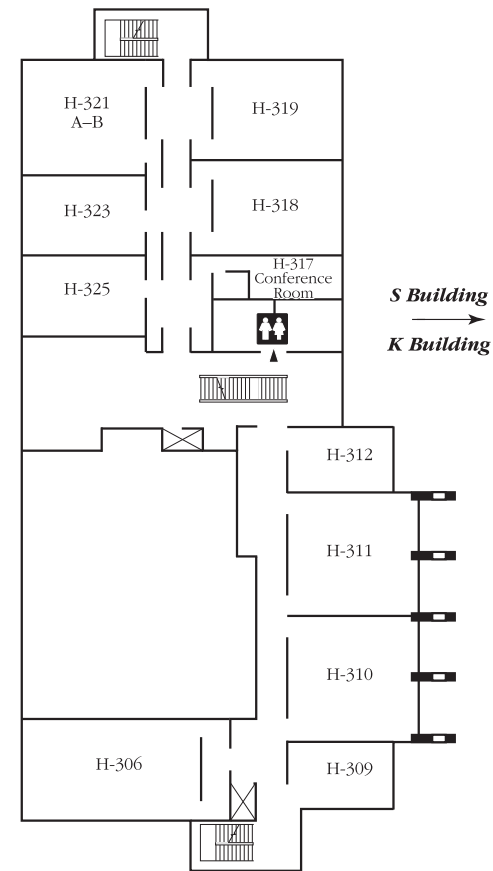 H-321
A–B
H-319
H-323
H-318
H-325
H-317
Conference
Room
S Building
K Building
H-312
H-311
H-310
H-306
H-309